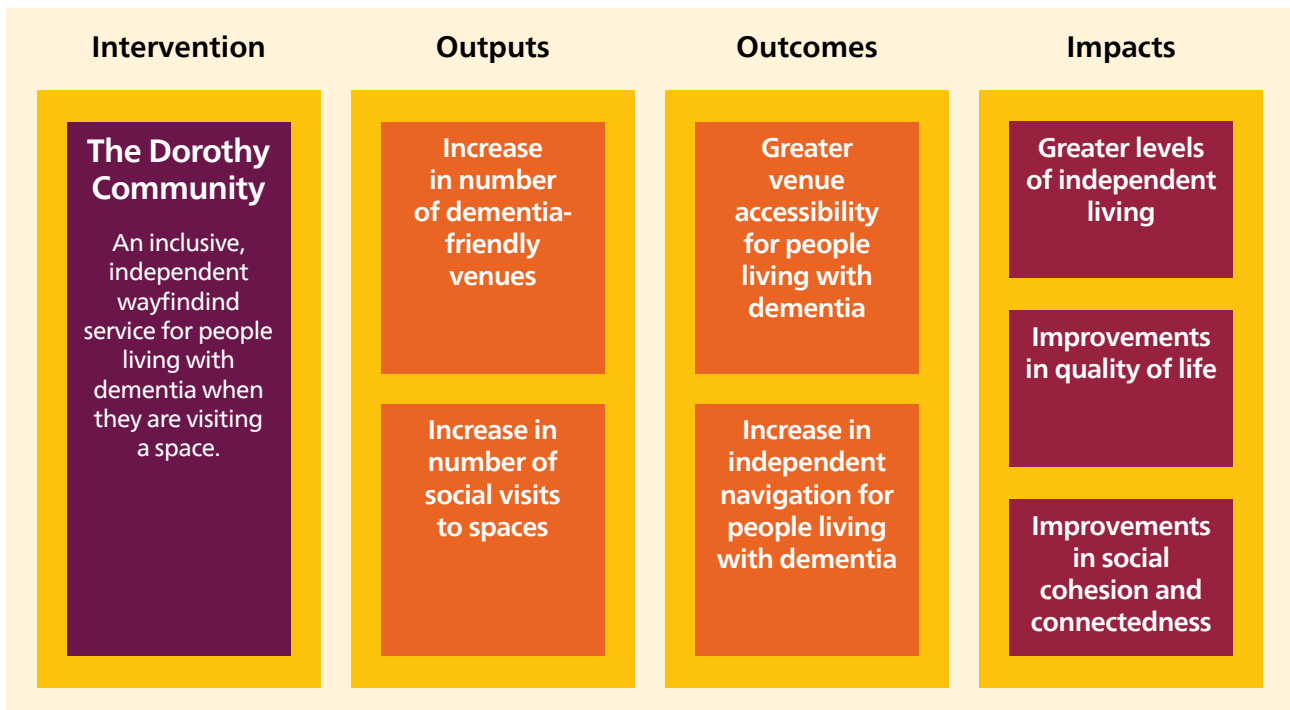 Intervention
The Dorothy
Community
An inclusive,
independent
wayfindind
service for people
living with
dementia when
they are visiting
a space.
Outputs
Increase
in number
of dementia-
friendly
venues
Increase in
number of
social visits
to spaces
Outcomes
Greater
venue
accessibility
for people
living with
dementia
Increase in
independent
navigation for
people living
with dementia
Impacts
Greater levels
of independent
living
Improvements
in quality of life
Improvements
in social
cohesion and
connectedness